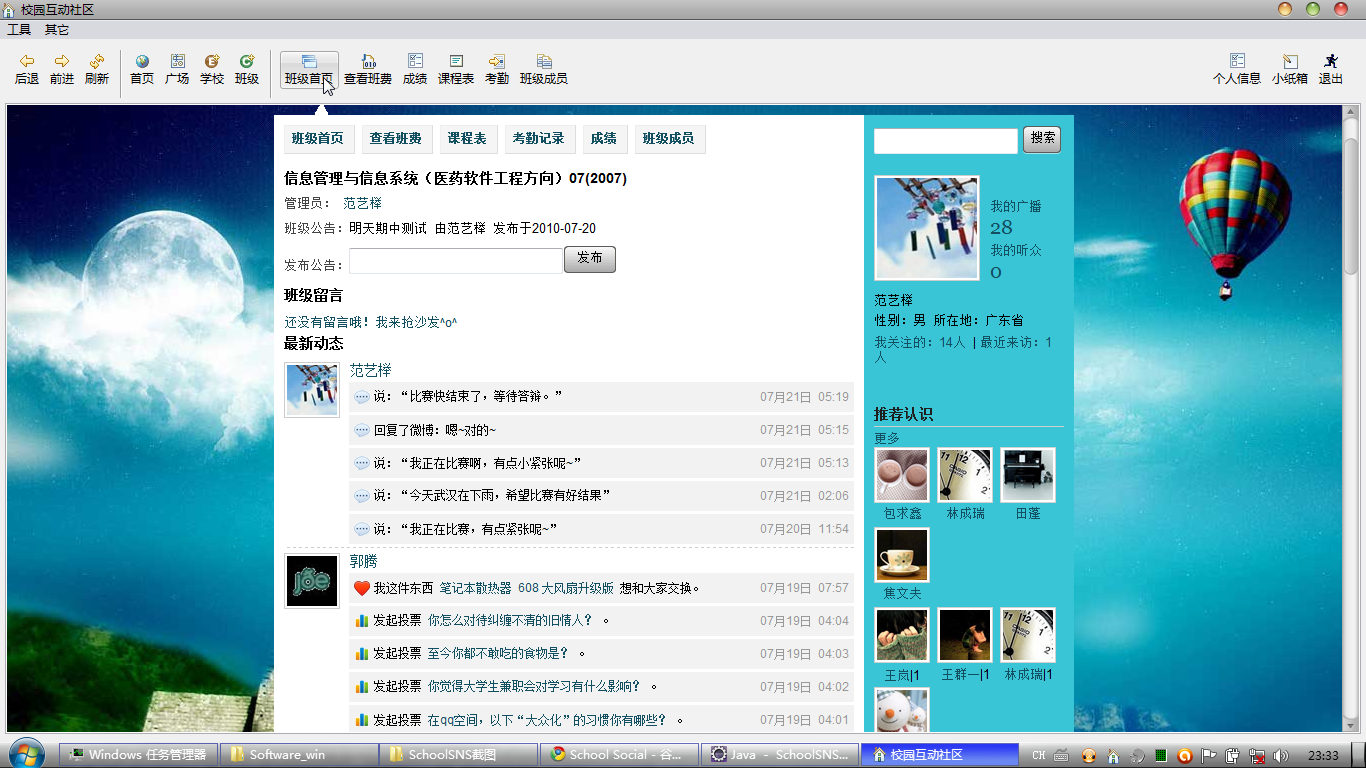 校园互动社区
工具 其它
后退 前进 刷新 首页 广场 学校 班级 班级首页 查看班费 成绩 课程表 考勤 班级成员 个人信息 小纸箱 退出
班级首页 查看班费 课程表 考勤记录 成绩 班级成员
搜索
信息管理与信息系统（医药软件工程方向）07(2007)
管理员： 范艺榉
班级公告：明天期中测试 由范艺榉 发布于2010-07-20
发布公告： 发布
班级留言
还没有留言哦！我来抢沙发^o^
最新动态
范艺榉
说：“比赛快结束了，等待答辩。” 07月21日 05:19
回复了微博：嗯~对的~ 07月21日 05:15
说：“我正在比赛啊，有点小紧张呢~” 07月21日 05:13
说：“今天武汉在下雨，希望比赛有好结果” 07月21日 02:06
说：“我正在比赛，有点紧张呢~” 07月20日 11:54
郭腾
我这件东西 笔记本散热器 608大风扇升级版 想和大家交换。 07月19日 07:57
发起投票 你怎么对待纠缠不清的旧情人？ 。 07月19日 04:04
发起投票 至今你都不敢吃的食物是？ 。 07月19日 04:03
发起投票 你觉得大学生兼职会对学习有什么影响？ 。 07月19日 04:02
发起投票 在qq空间，以下“大众化”的习惯你有哪些？ 。 07月19日 04:01
我的广播
28
我的听众
0
范艺榉
性别：男 所在地：广东省
我关注的：14人 | 最近来访：1
人
推荐认识
更多
包求鑫 林成瑞 田蓬
焦文夫
王岚|1 王群一|1 林成瑞|1
Windows 任务管理器 Software_win SchoolSNS截图 School Social - 谷... Java - SchoolSNS... 校园互动社区 CH 23:33